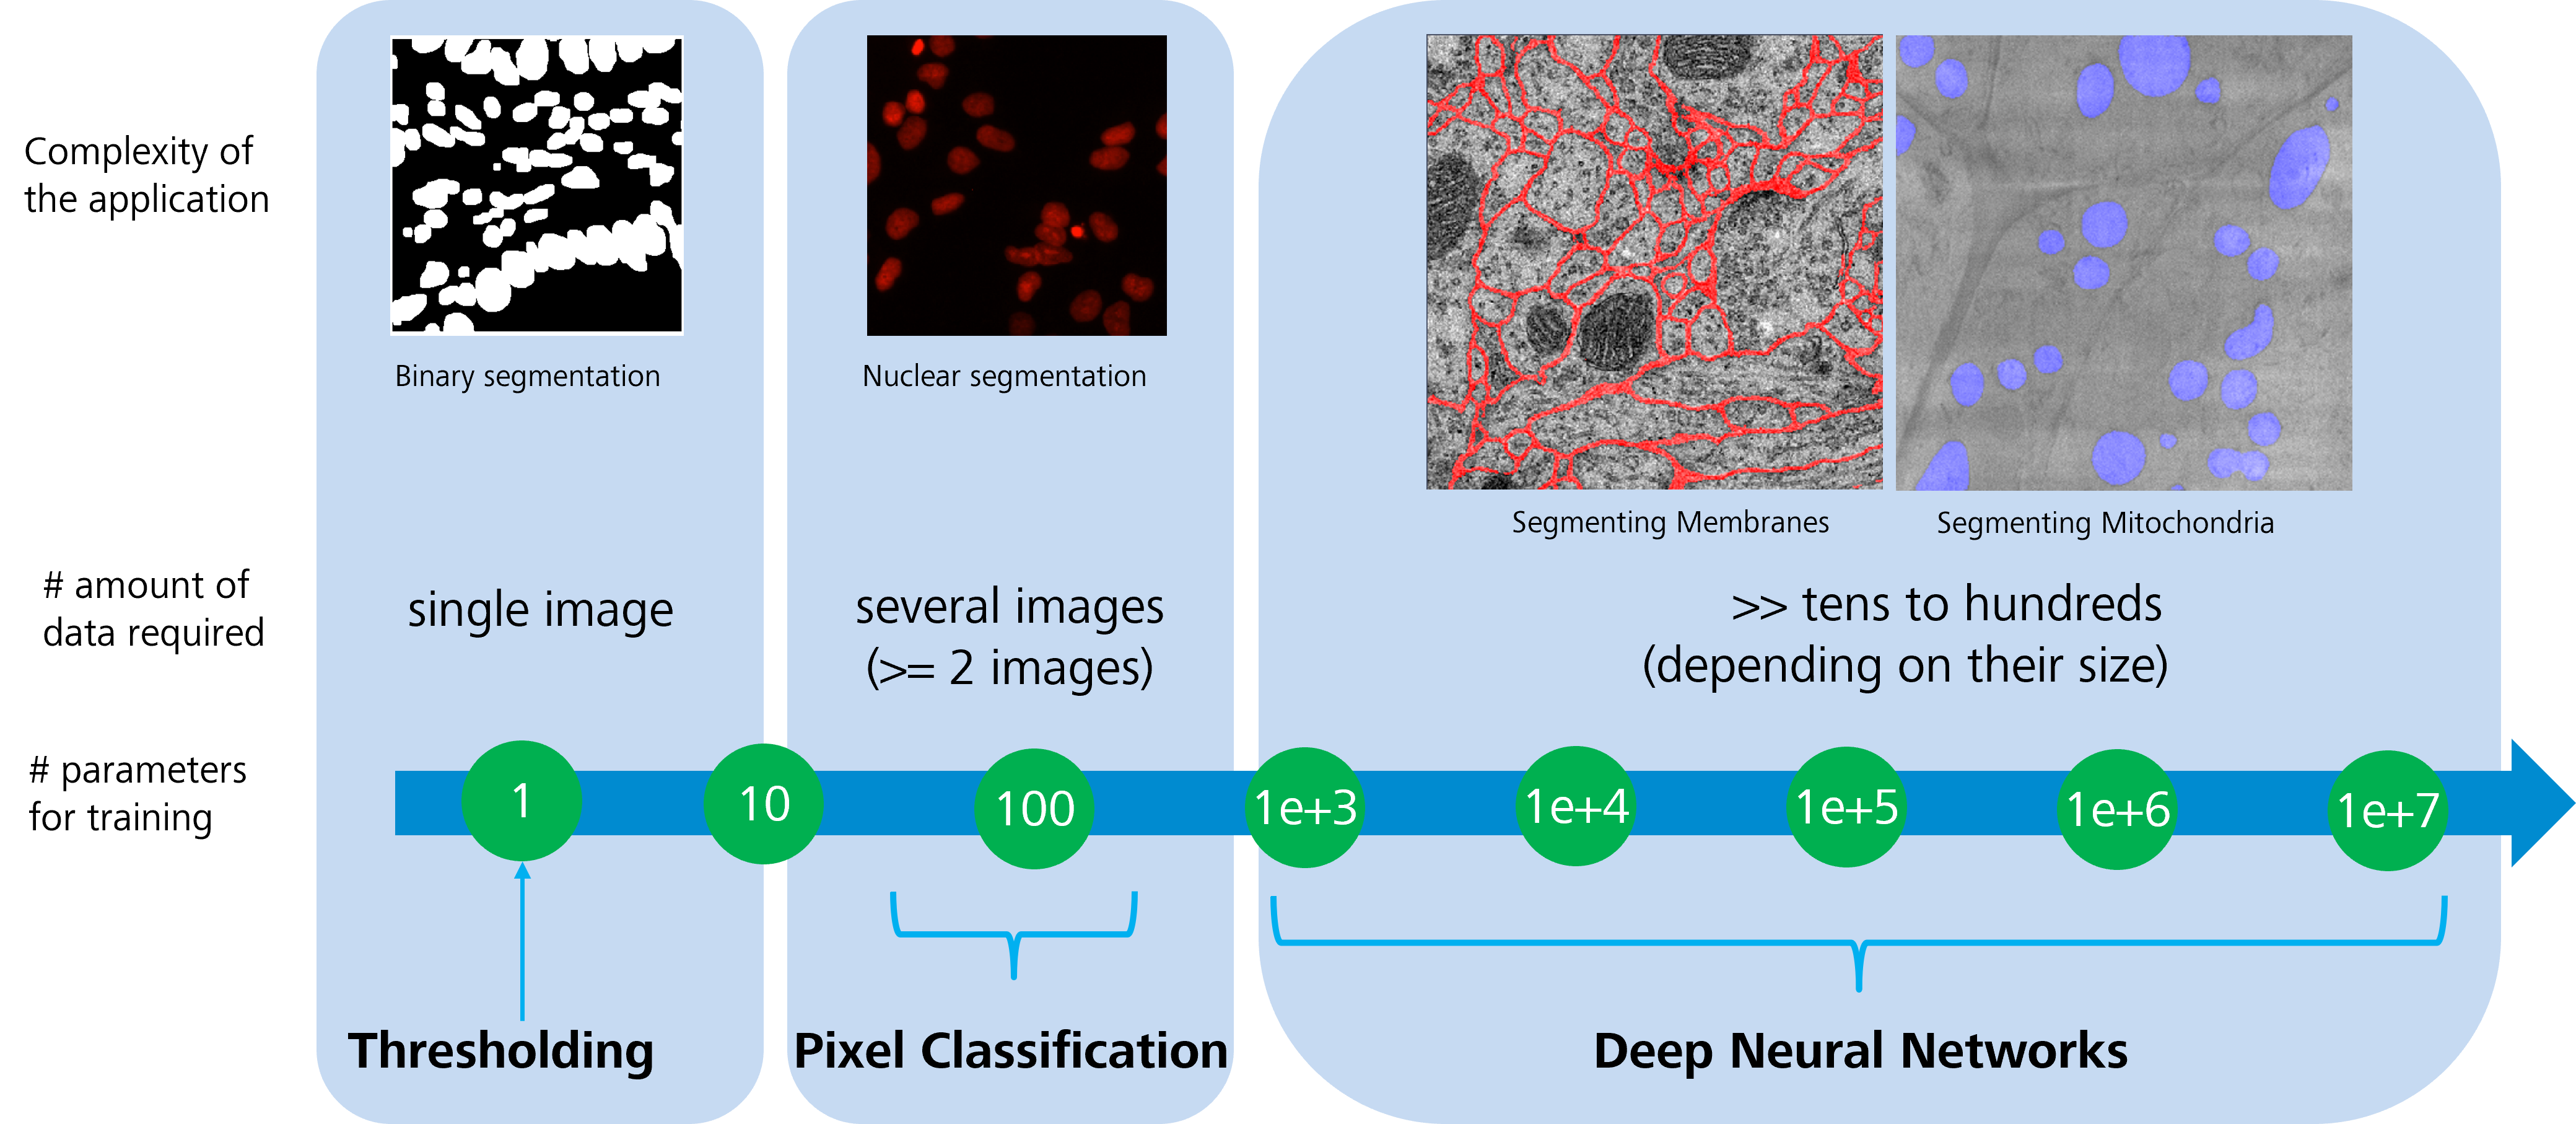 Complexity of
the application
Binary segmentation
Nuclear segmentation
Segmenting Membranes
Segmenting Mitochondria
# amount of
data required
single image
several images
(>= 2 images)
>> tens to hundreds
(depending on their size)
# parameters
for training
1
10
100
1e+3
1e+4
1e+5
1e+6
1e+7
Thresholding
Pixel Classification
Deep Neural Networks